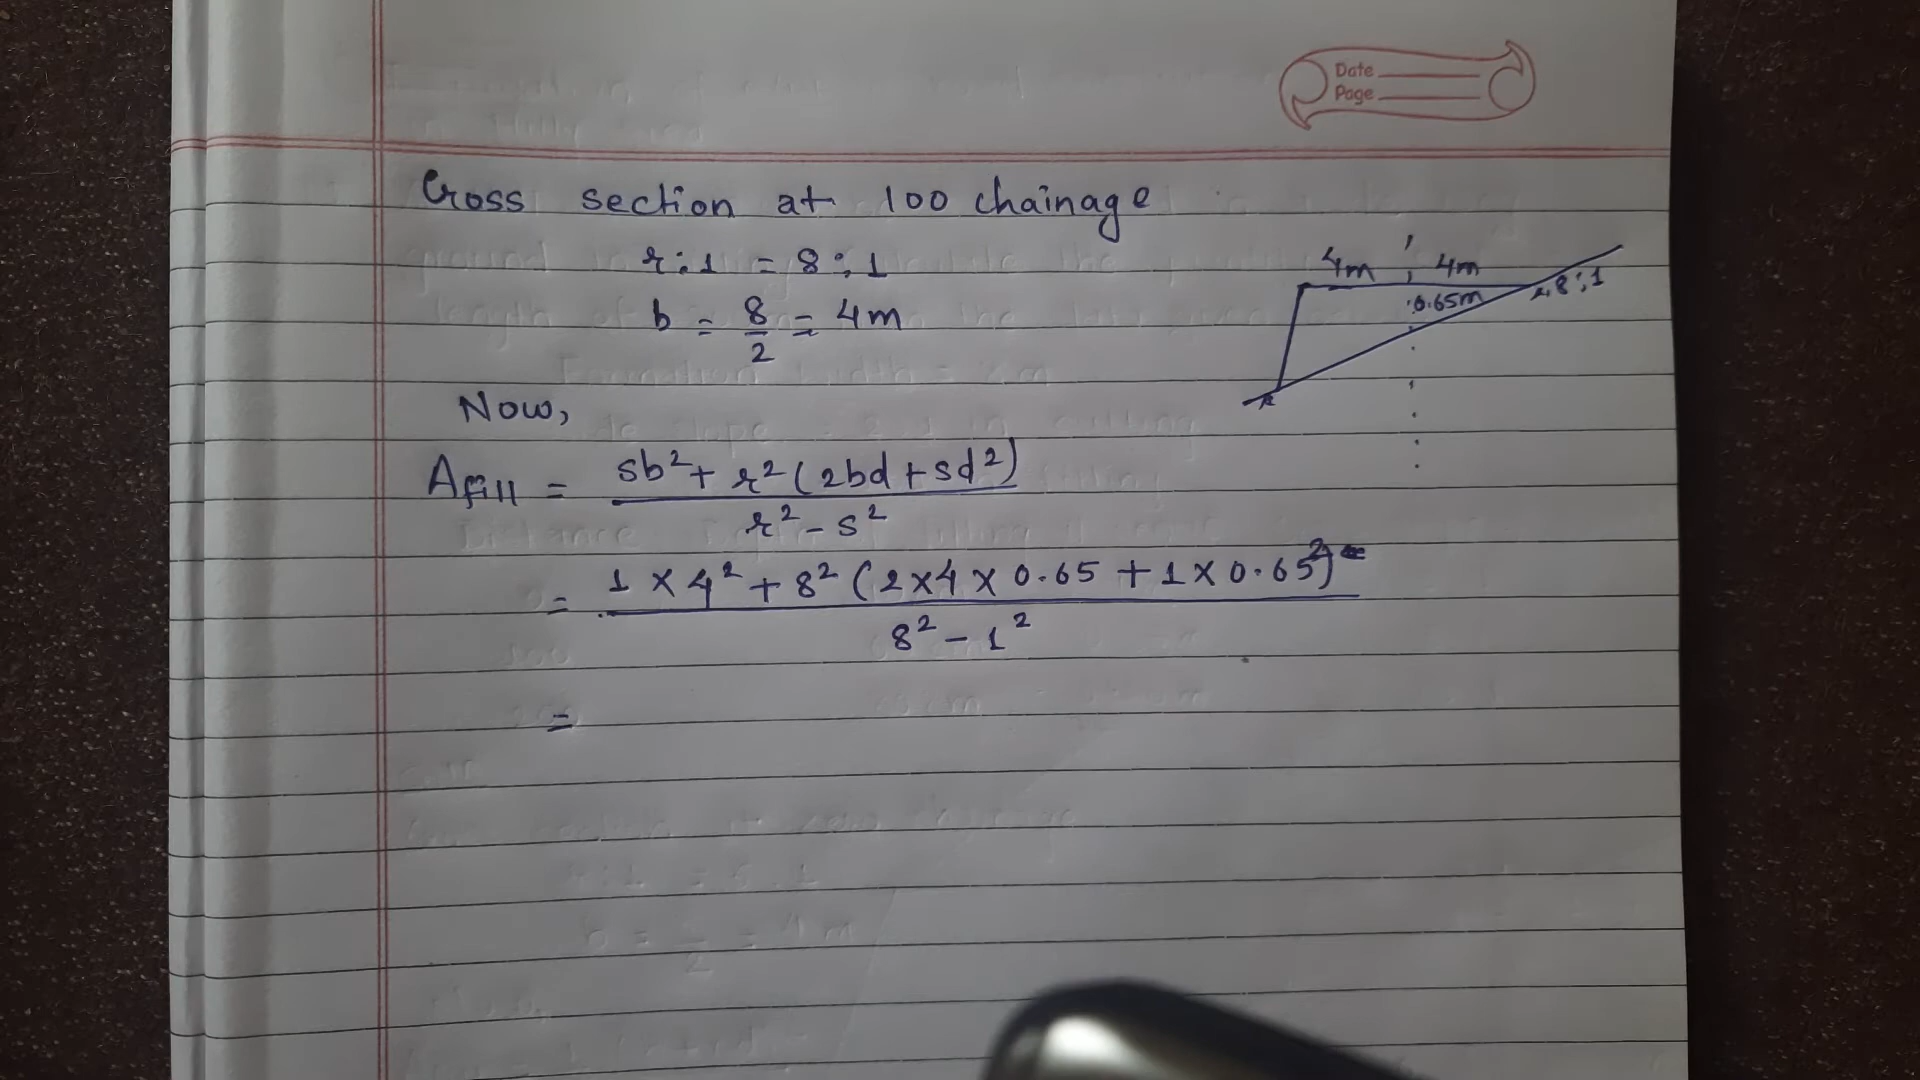 Date
Page
Cross section at 100 chainage
r:1 = 8:1
b = 8/2 = 4m
4m 4m
0.65m 8:1
Now,
Afill = sb²+ r²(2bd+sd²) / r²-s²
= 1 × 4² + 8² (2×4 × 0.65 + 1 × 0.65²) / 8² - 1²
=